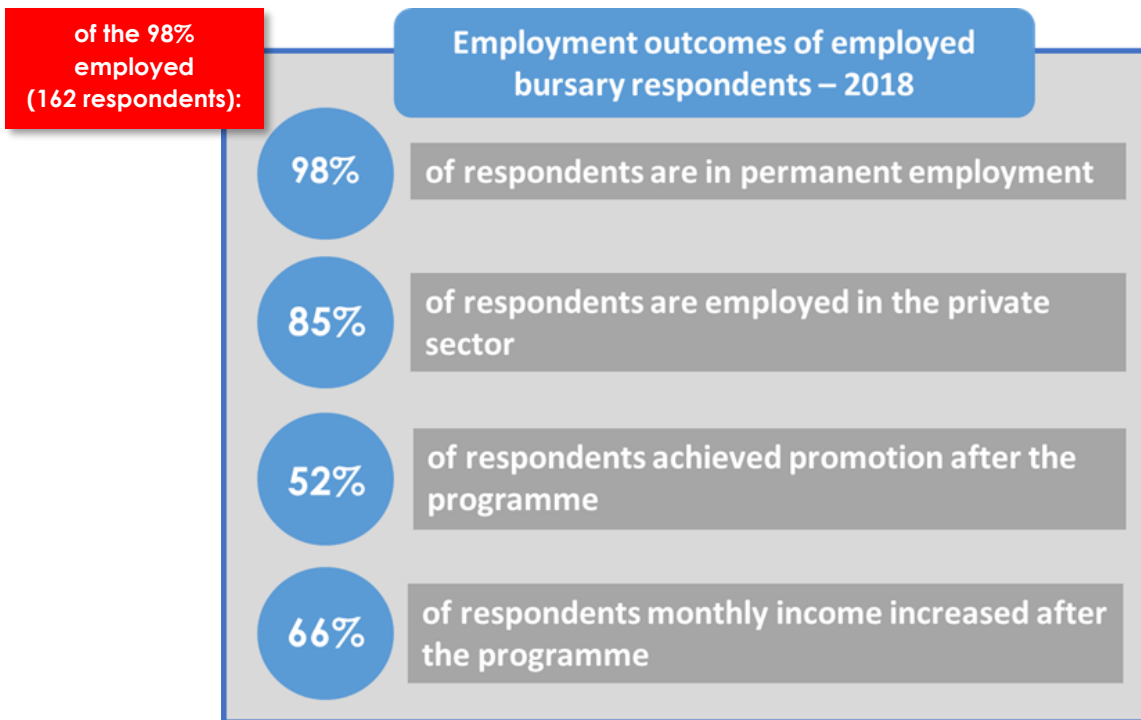 of the 98%
employed
(162 respondents):
Employment outcomes of employed
bursary respondents – 2018
98%
of respondents are in permanent employment
85%
of respondents are employed in the private
sector
52%
of respondents achieved promotion after the
programme
66%
of respondents monthly income increased after
the programme